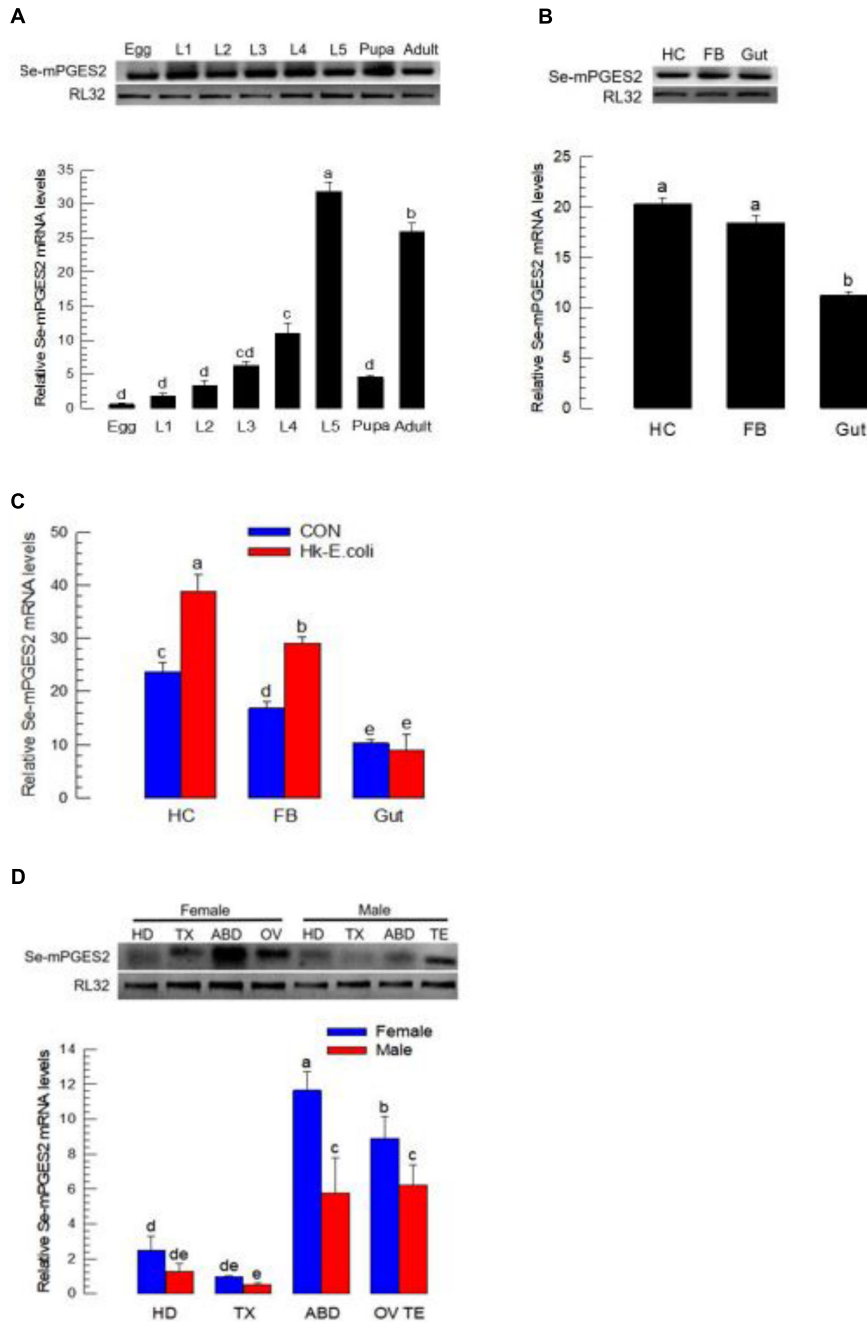 A
Egg L1 L2 L3 L4 L5 Pupa Adult
Se-mPGES2
RL32
Relative Se-mPGES2 mRNA levels
35
30
25
20
15
10
5
0
d d d cd c a d b
Egg L1 L2 L3 L4 L5 Pupa Adult
B
HC FB Gut
Se-mPGES2
RL32
Relative Se-mPGES2 mRNA levels
25
20
15
10
5
0
a a b
HC FB Gut
C
CON
Hk-E.coli
Relative Se-mPGES2 mRNA levels
50
40
30
20
10
0
c a d b e e
HC FB Gut
D
Female Male
HD TX ABD OV HD TX ABD TE
Se-mPGES2
RL32
Female
Male
Relative Se-mPGES2 mRNA levels
14
12
10
8
6
4
2
0
d de de e a c b c
HD TX ABD OV TE